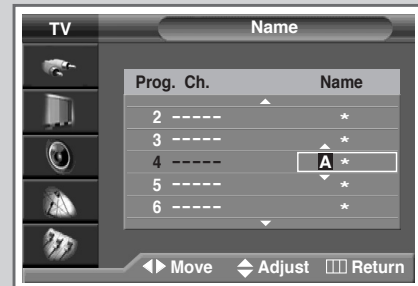 TV Name
Prog. Ch. Name
2 ----- *
3 ----- *
4 ----- A *
5 ----- *
6 ----- *
Move Adjust Return